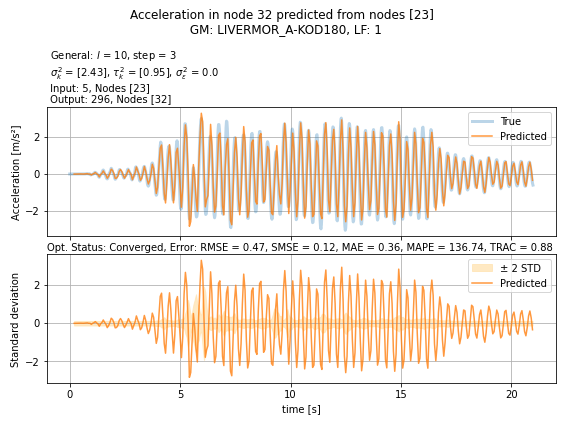 Acceleration in node 32 predicted from nodes [23]
GM: LIVERMOR_A-KOD180, LF: 1
General: l = 10, step = 3
σ²ₖ = [2.43], τ²ₖ = [0.95], σ²ε = 0.0
Input: 5, Nodes [23]
Output: 296, Nodes [32]
Acceleration [m/s²]
2
0
−2
True
Predicted
Opt. Status: Converged, Error: RMSE = 0.47, SMSE = 0.12, MAE = 0.36, MAPE = 136.74, TRAC = 0.88
Standard deviation
2
0
−2
± 2 STD
Predicted
0 5 10 15 20
time [s]